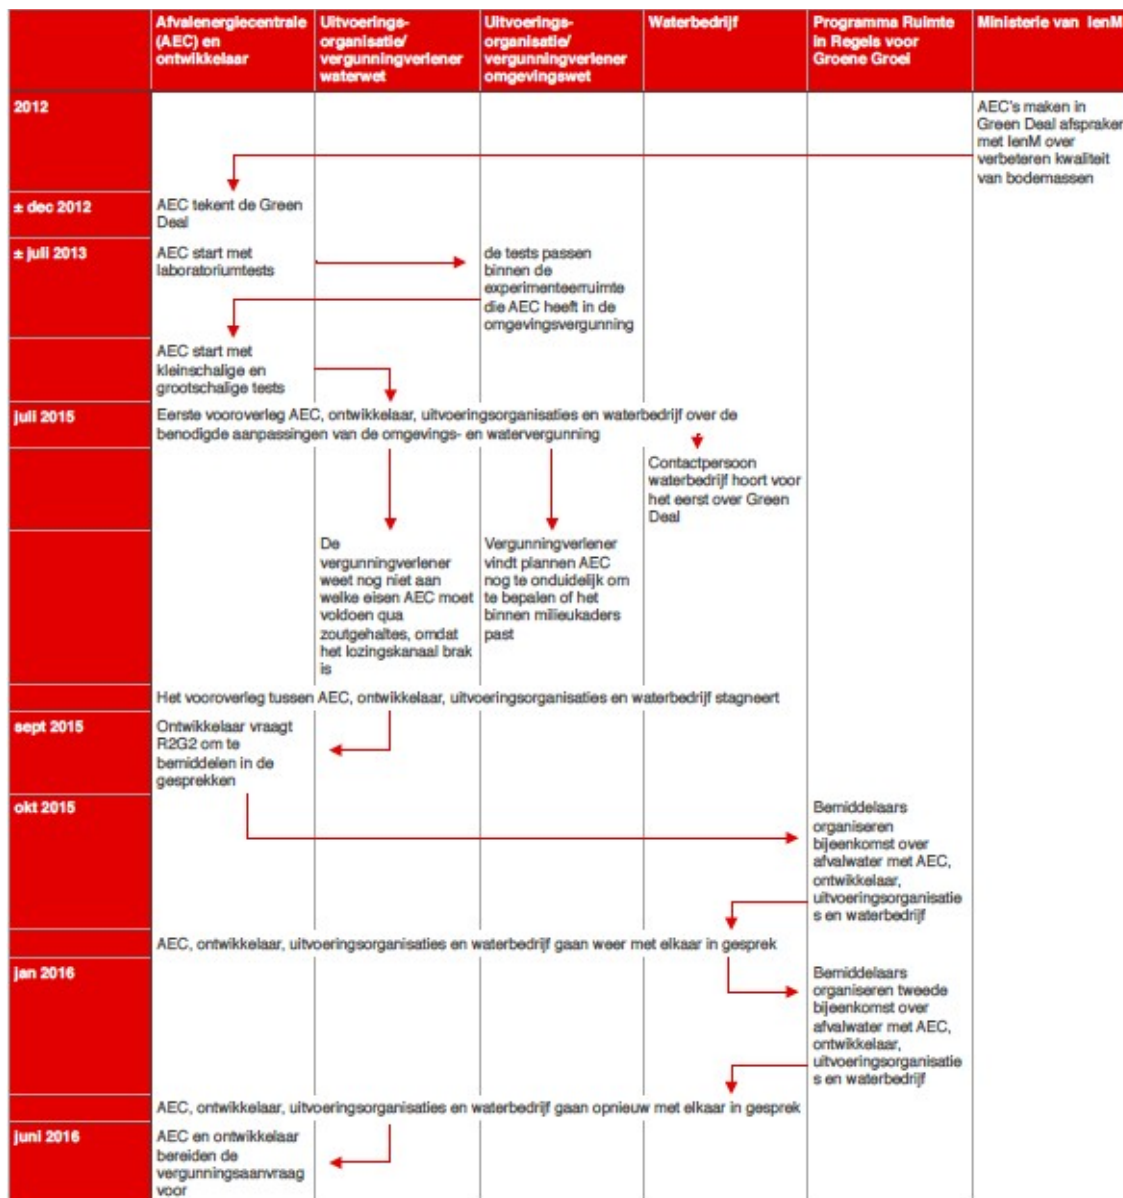 Afvalenergiecentrale
(AEC) en
ontwikkelaar
Uitvoerings-
organisatie/
vergunningverlener
waterwet
Uitvoerings-
organisatie/
vergunningverlener
omgevingswet
Waterbedrijf
Programma Ruimte
in Regels voor
Groene Groei
Ministerie van IenM
2012
AEC's maken in
Green Deal afspraken
met IenM over
verbeteren kwaliteit
van bodemassen
± dec 2012
AEC tekent de Green
Deal
± juli 2013
AEC start met
laboratoriumtests
de tests passen
binnen de
experimenteerruimte
die AEC heeft in de
omgevingsvergunning
AEC start met
kleinschalige en
grootschalige tests
juli 2015
Eerste vooroverleg AEC, ontwikkelaar, uitvoeringsorganisaties en waterbedrijf over de
benodigde aanpassingen van de omgevings- en watervergunning
Contactpersoon
waterbedrijf hoort voor
het eerst over Green
Deal
De
vergunningverlener
weet nog niet aan
welke eisen AEC moet
voldoen qua
zoutgehaltes, omdat
het lozingskanaal brak
is
Vergunningverlener
vindt plannen AEC
nog te onduidelijk om
te bepalen of het
binnen milieukaders
past
Het vooroverleg tussen AEC, ontwikkelaar, uitvoeringsorganisaties en waterbedrijf stagneert
sept 2015
Ontwikkelaar vraagt
R2G2 om te
bemiddelen in de
gesprekken
okt 2015
Bemiddelaars
organiseren
bijeenkomst over
afvalwater met AEC,
ontwikkelaar,
uitvoeringsorganisatie
s en waterbedrijf
AEC, ontwikkelaar, uitvoeringsorganisaties en waterbedrijf gaan weer met elkaar in gesprek
jan 2016
Bemiddelaars
organiseren tweede
bijeenkomst over
afvalwater met AEC,
ontwikkelaar,
uitvoeringsorganisatie
s en waterbedrijf
AEC, ontwikkelaar, uitvoeringsorganisaties en waterbedrijf gaan opnieuw met elkaar in gesprek
juni 2016
AEC en ontwikkelaar
bereiden de
vergunningsaanvraag
voor